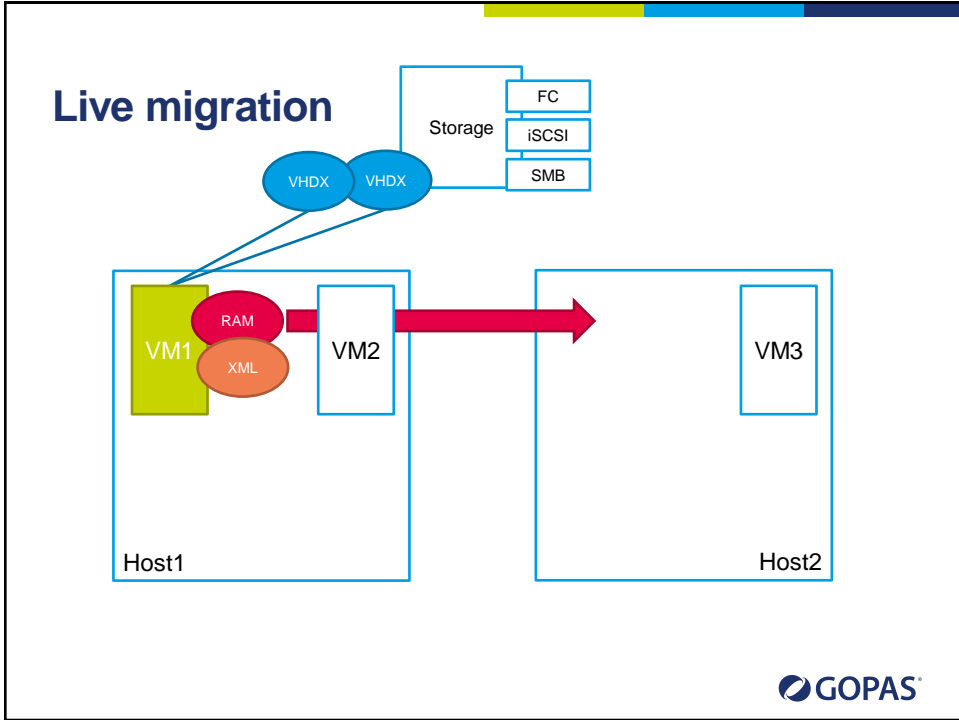 Live migration
FC
Storage
iSCSI
SMB
VHDX
VHDX
VM1
RAM
XML
VM2
VM3
Host1
Host2
GOPAS®